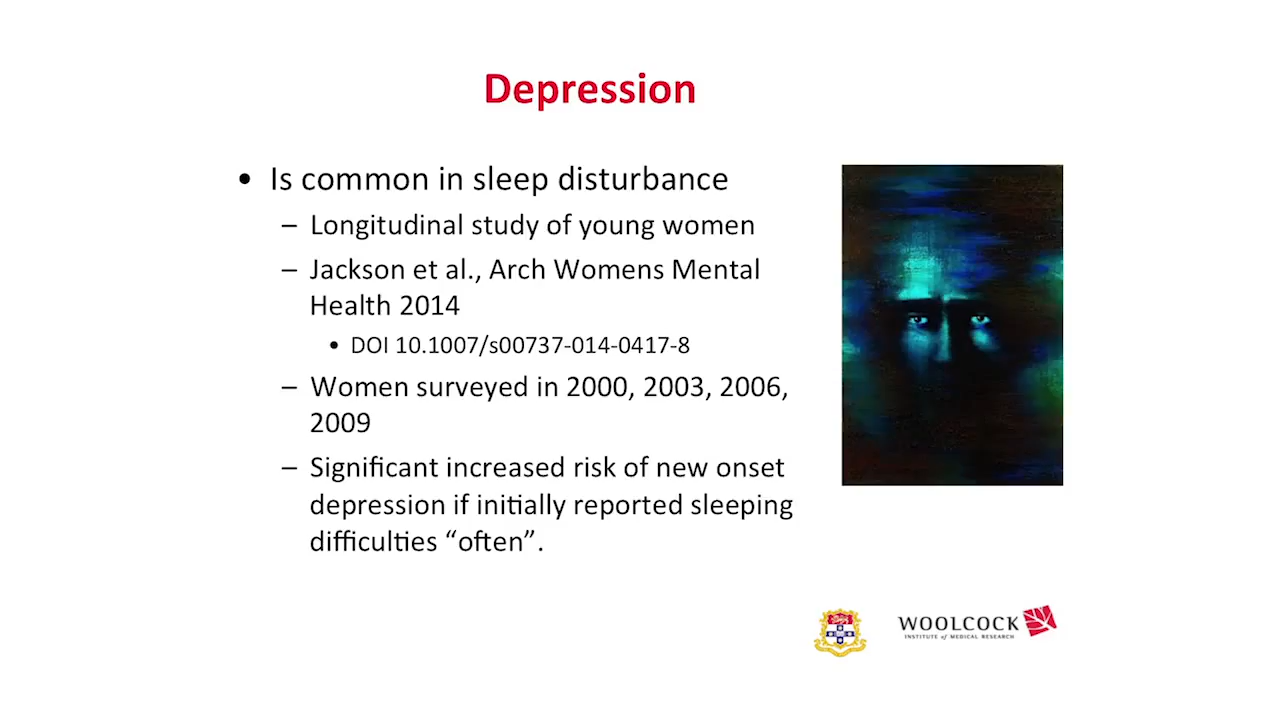 Depression
• Is common in sleep disturbance
– Longitudinal study of young women
– Jackson et al., Arch Womens Mental
Health 2014
• DOI 10.1007/s00737-014-0417-8
– Women surveyed in 2000, 2003, 2006,
2009
– Significant increased risk of new onset
depression if initially reported sleeping
difficulties “often”.
WOOLCOCK
INSTITUTE of MEDICAL RESEARCH